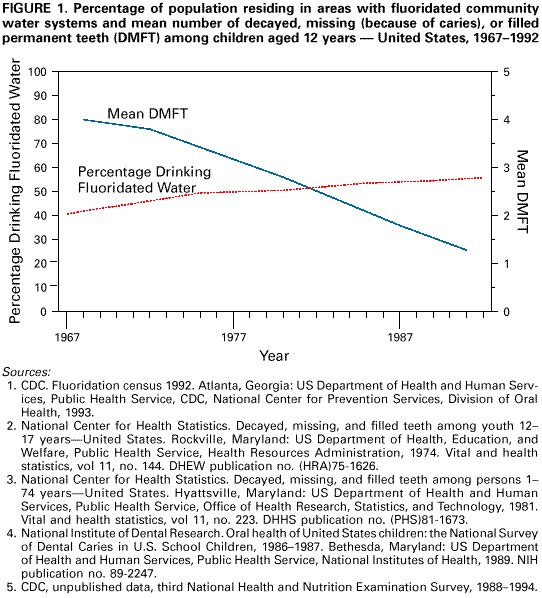 FIGURE 1. Percentage of population residing in areas with fluoridated community
water systems and mean number of decayed, missing (because of caries), or filled
permanent teeth (DMFT) among children aged 12 years — United States, 1967–1992
Percentage Drinking Fluoridated Water
100
90
80
70
60
50
40
30
20
10
0
Mean DMFT
Percentage Drinking
Fluoridated Water
5
4
3
2
1
0
Mean DMFT
1967
1977
1987
Year
Sources:
1. CDC. Fluoridation census 1992. Atlanta, Georgia: US Department of Health and Human Serv-
ices, Public Health Service, CDC, National Center for Prevention Services, Division of Oral
Health, 1993.
2. National Center for Health Statistics. Decayed, missing, and filled teeth among youth 12–
17 years—United States. Rockville, Maryland: US Department of Health, Education, and
Welfare, Public Health Service, Health Resources Administration, 1974. Vital and health
statistics, vol 11, no. 144. DHEW publication no. (HRA)75-1626.
3. National Center for Health Statistics. Decayed, missing, and filled teeth among persons 1–
74 years—United States. Hyattsville, Maryland: US Department of Health and Human
Services, Public Health Service, Office of Health Research, Statistics, and Technology, 1981.
Vital and health statistics, vol 11, no. 223. DHHS publication no. (PHS)81-1673.
4. National Institute of Dental Research. Oral health of United States children: the National Survey
of Dental Caries in U.S. School Children, 1986–1987. Bethesda, Maryland: US Department
of Health and Human Services, Public Health Service, National Institutes of Health, 1989. NIH
publication no. 89-2247.
5. CDC, unpublished data, third National Health and Nutrition Examination Survey, 1988–1994.